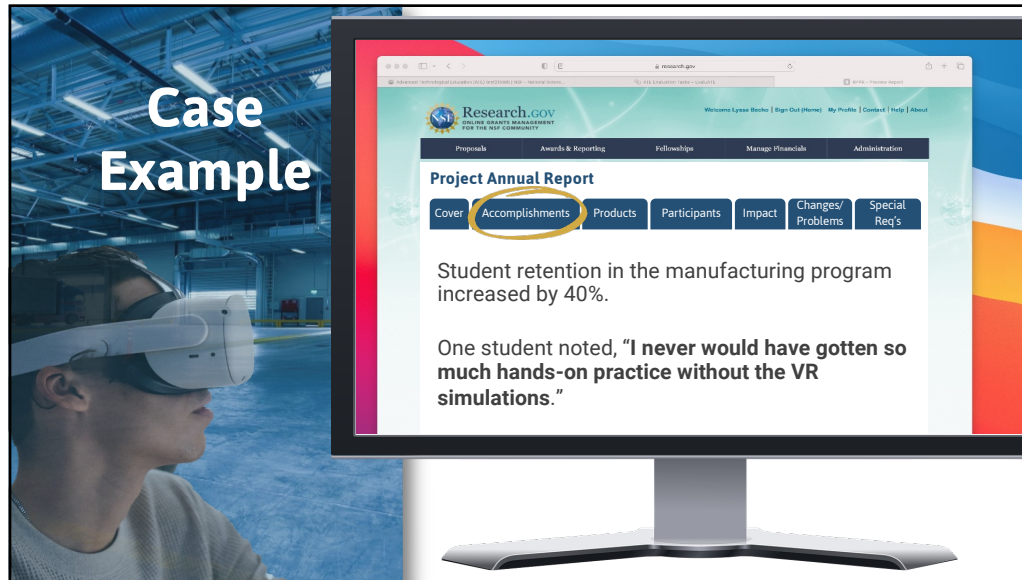 Case
Example
research.gov
Research.gov
ONLINE GRANTS MANAGEMENT
FOR THE NSF COMMUNITY
Welcome Lyssa Becho | Sign Out (Home) My Profile | Contact | Help | About
Proposals Awards & Reporting Fellowships Manage Financials Administration
Project Annual Report
Cover Accomplishments Products Participants Impact Changes/ Problems Special Req's
Student retention in the manufacturing program
increased by 40%.
One student noted, “I never would have gotten so
much hands-on practice without the VR
simulations.”